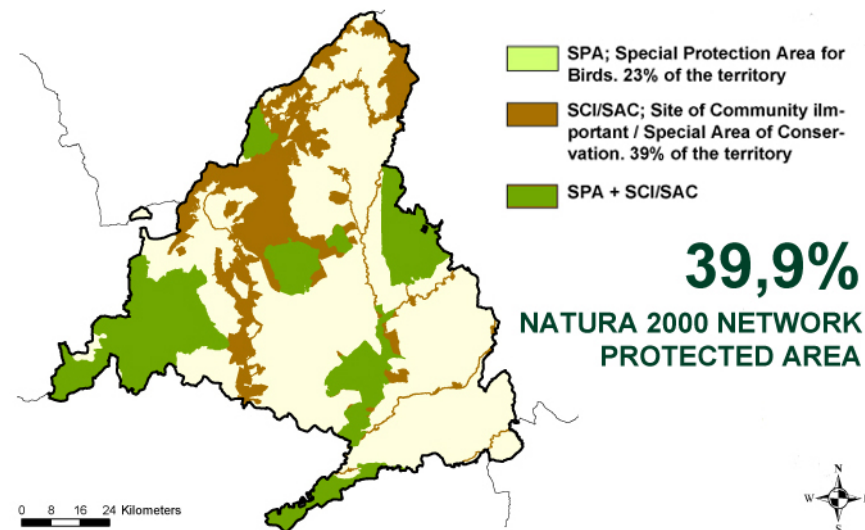 SPA; Special Protection Area for
Birds. 23% of the territory
SCI/SAC; Site of Community iIm-
portant / Special Area of Conser-
vation. 39% of the territory
SPA + SCI/SAC
39,9%
NATURA 2000 NETWORK
PROTECTED AREA
0 8 16 24 Kilometers
N
W E
S